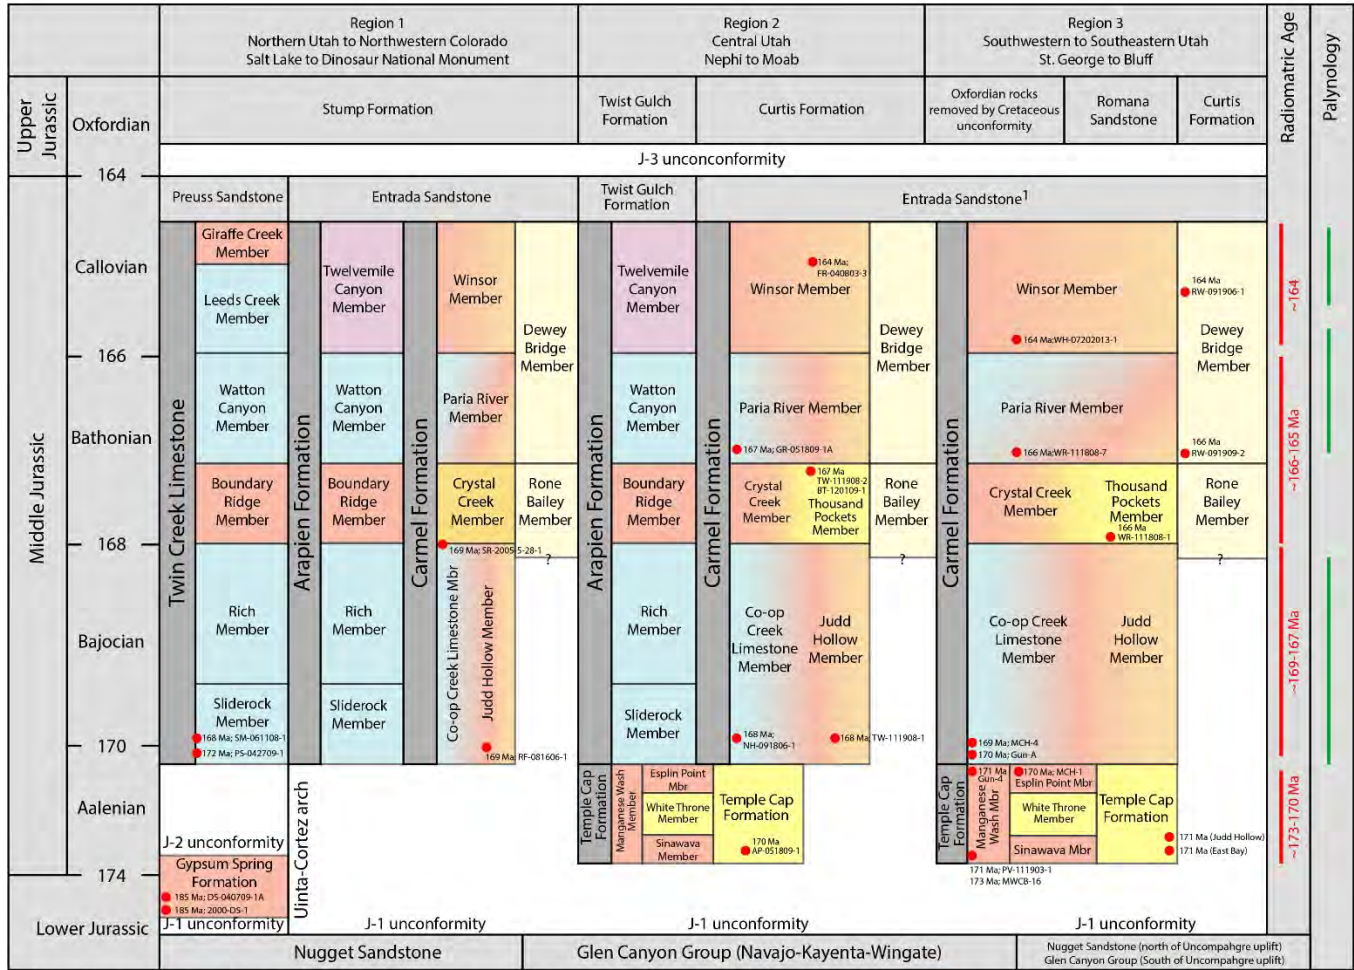 Region 1
Northern Utah to Northwestern Colorado
Salt Lake to Dinosaur National Monument
Region 2
Central Utah
Nephi to Moab
Region 3
Southwestern to Southeastern Utah
St. George to Bluff
Radiomatric Age
Palynology
Upper
Jurassic
Oxfordian
Stump Formation
Twist Gulch
Formation
Curtis Formation
Oxfordian rocks
removed by Cretaceous
unconformity
Romana
Sandstone
Curtis
Formation
J-3 unconconformity
164
Preuss Sandstone
Entrada Sandstone
Twist Gulch
Formation
Entrada Sandstone1
Middle Jurassic
Callovian
166
Bathonian
168
Bajocian
170
Aalenian
174
Lower Jurassic
Twin Creek Limestone
Giraffe Creek
Member
Leeds Creek
Member
Watton
Canyon
Member
Boundary
Ridge
Member
Rich
Member
Sliderock
Member
168 Ma; SM-061108-1
172 Ma; PS-042709-1
J-2 unconformity
Gypsum Spring
Formation
185 Ma; DS-040709-1A
185 Ma; 2000-DS-1
J-1 unconformity
Uinta-Cortez arch
Arapien Formation
Twelvemile
Canyon
Member
Watton
Canyon
Member
Boundary
Ridge
Member
Rich
Member
Sliderock
Member
Carmel Formation
Winsor
Member
Paria River
Member
Crystal
Creek
Member
169 Ma; SR-2005-5-28-1
Co-op Creek Limestone Mbr
Judd Hollow Member
169 Ma; RF-081606-1
Dewey
Bridge
Member
Rone
Bailey
Member
?
J-1 unconformity
Arapien Formation
Twelvemile
Canyon
Member
Watton
Canyon
Member
Boundary
Ridge
Member
Rich
Member
Sliderock
Member
Carmel Formation
164 Ma;
FR-040803-3
Winsor Member
Paria River Member
167 Ma; GR-051809-1A
Crystal
Creek
Member
167 Ma
TW-111908-2
BT-120109-1
Thousand
Pockets
Member
Co-op
Creek
Limestone
Member
Judd
Hollow
Member
168 Ma;
NH-091806-1
168 Ma; TW-111908-1
Dewey
Bridge
Member
Rone
Bailey
Member
?
Temple Cap
Formation
Manganese Wash
Member
Esplin Point
Mbr
White Throne
Member
Sinawava
Member
Temple Cap
Formation
170 Ma
AP-051809-1
J-1 unconformity
Carmel Formation
Winsor Member
164 Ma;WH-07202013-1
Paria River Member
166 Ma;WR-111808-7
Crystal Creek
Member
Thousand
Pockets
Member
166 Ma
WR-111808-1
Co-op Creek
Limestone
Member
Judd
Hollow
Member
169 Ma; MCH-4
170 Ma; Gun-A
164 Ma
RW-091906-1
Dewey
Bridge
Member
166 Ma
RW-091909-2
Rone
Bailey
Member
?
Temple Cap
Formation
171 Ma
Gun-4
Manganese
Wash Mbr
170 Ma; MCH-1
Esplin Point Mbr
White Throne
Member
Sinawava Mbr
Temple Cap
Formation
171 Ma (Judd Hollow)
171 Ma (East Bay)
171 Ma; PV-111903-1
173 Ma; MWCB-16
J-1 unconformity
~164
~166-165 Ma
~169-167 Ma
~173-170 Ma
Nugget Sandstone
Glen Canyon Group (Navajo-Kayenta-Wingate)
Nugget Sandstone (north of Uncompahgre uplift)
Glen Canyon Group (South of Uncompahgre uplift)